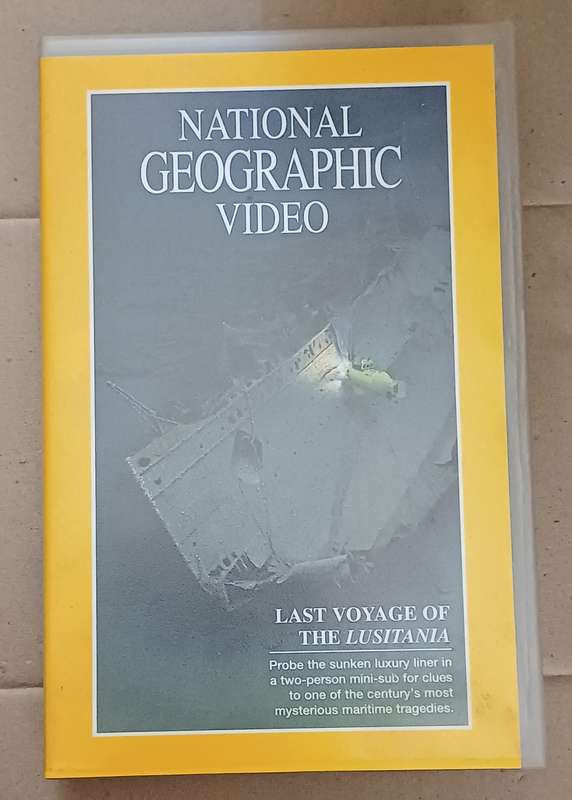 NATIONAL
GEOGRAPHIC
VIDEO
LAST VOYAGE OF
THE LUSITANIA
Probe the sunken luxury liner in
a two-person mini-sub for clues
to one of the century's most
mysterious maritime tragedies.